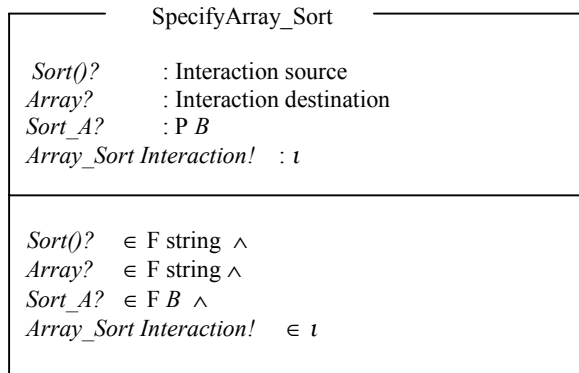 SpecifyArray_Sort
Sort()? : Interaction source
Array? : Interaction destination
Sort_A? : P B
Array_Sort Interaction! : ι
Sort()? ∈ F string ∧
Array? ∈ F string ∧
Sort_A? ∈ F B ∧
Array_Sort Interaction! ∈ ι